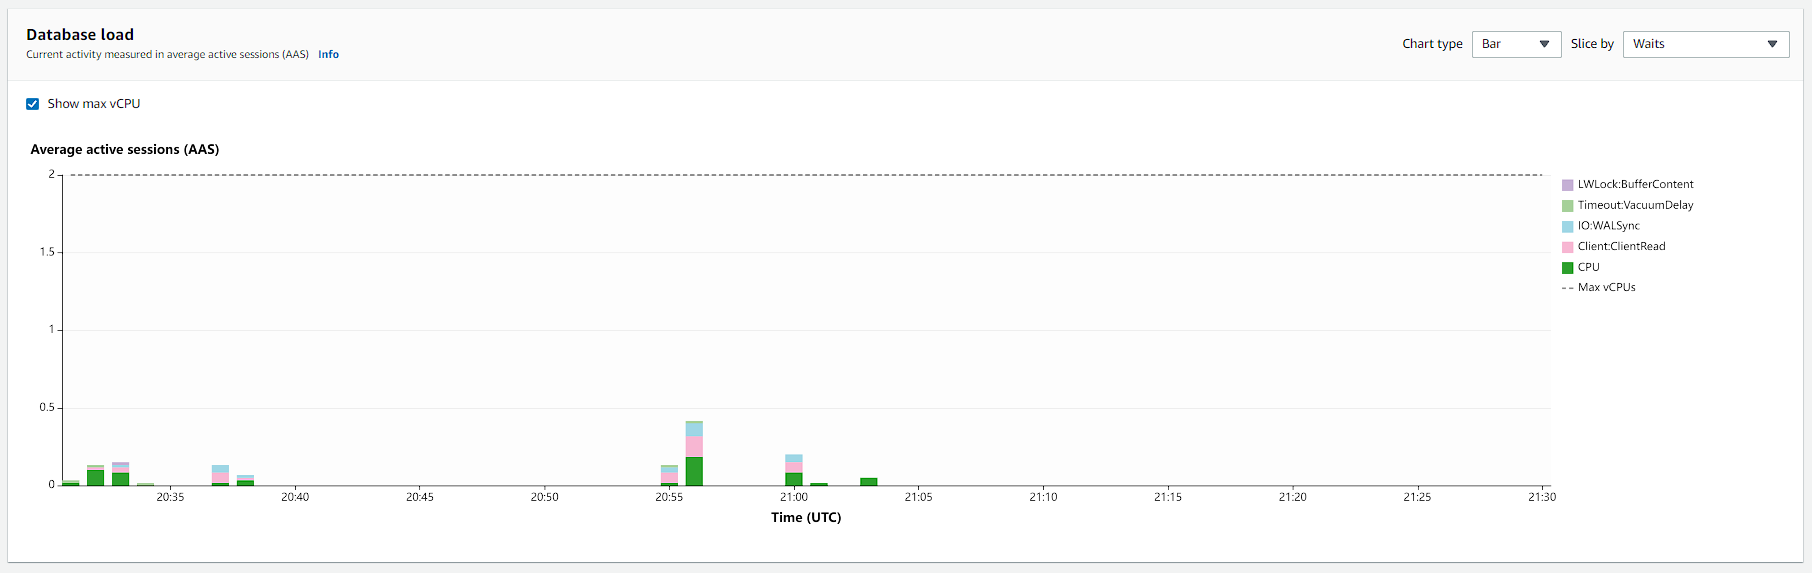 Database load
Current activity measured in average active sessions (AAS) Info
Chart type Bar Slice by Waits
Show max vCPU
Average active sessions (AAS)
2
1.5
1
0.5
0
20:35 20:40 20:45 20:50 20:55 21:00 21:05 21:10 21:15 21:20 21:25 21:30
Time (UTC)
LWLock:BufferContent
Timeout:VacuumDelay
IO:WALSync
Client:ClientRead
CPU
Max vCPUs